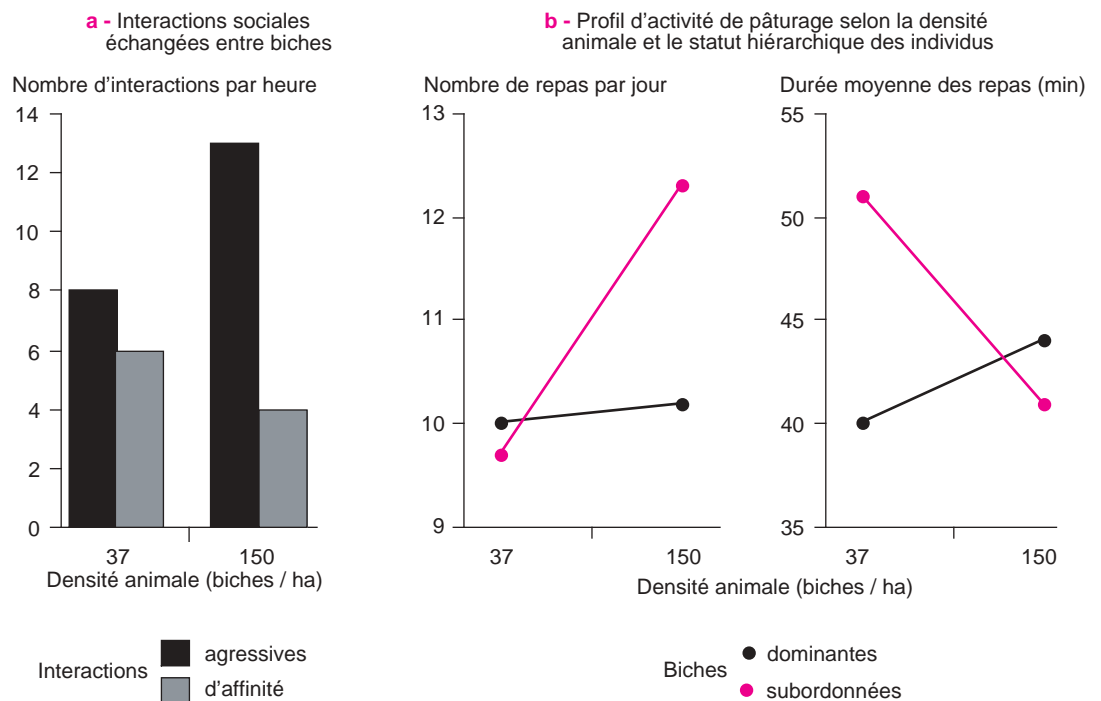 a - Interactions sociales
échangées entre biches
Nombre d'interactions par heure
14
12
10
8
6
4
2
0
37
150
Densité animale (biches / ha)
Interactions
agressives
d'affinité
b - Profil d'activité de pâturage selon la densité
animale et le statut hiérarchique des individus
Nombre de repas par jour
13
12
11
10
9
37
150
Durée moyenne des repas (min)
55
50
45
40
35
37
150
Densité animale (biches / ha)
Biches
dominantes
subordonnées